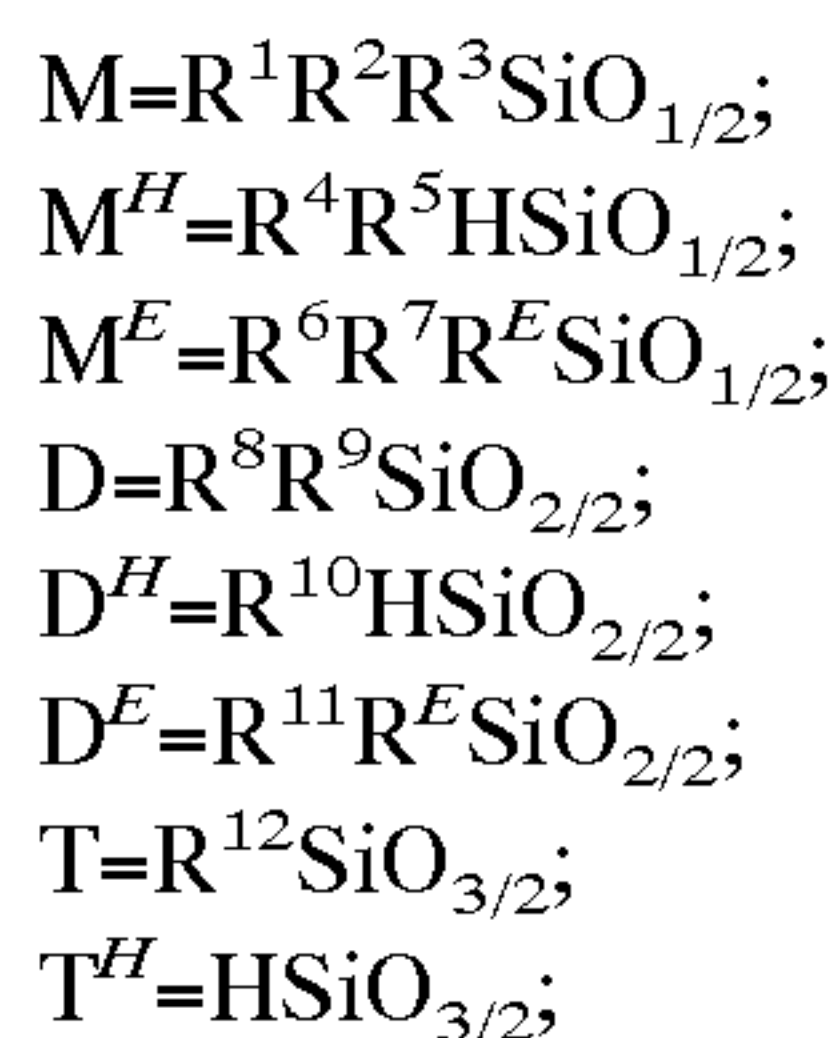 M=R¹R²R³SiO₁/₂;
Mᴴ=R⁴R⁵HSiO₁/₂;
Mᴱ=R⁶R⁷RᴱSiO₁/₂;
D=R⁸R⁹SiO₂/₂;
Dᴴ=R¹⁰HSiO₂/₂;
Dᴱ=R¹¹RᴱSiO₂/₂;
T=R¹²SiO₃/₂;
Tᴴ=HSiO₃/₂;